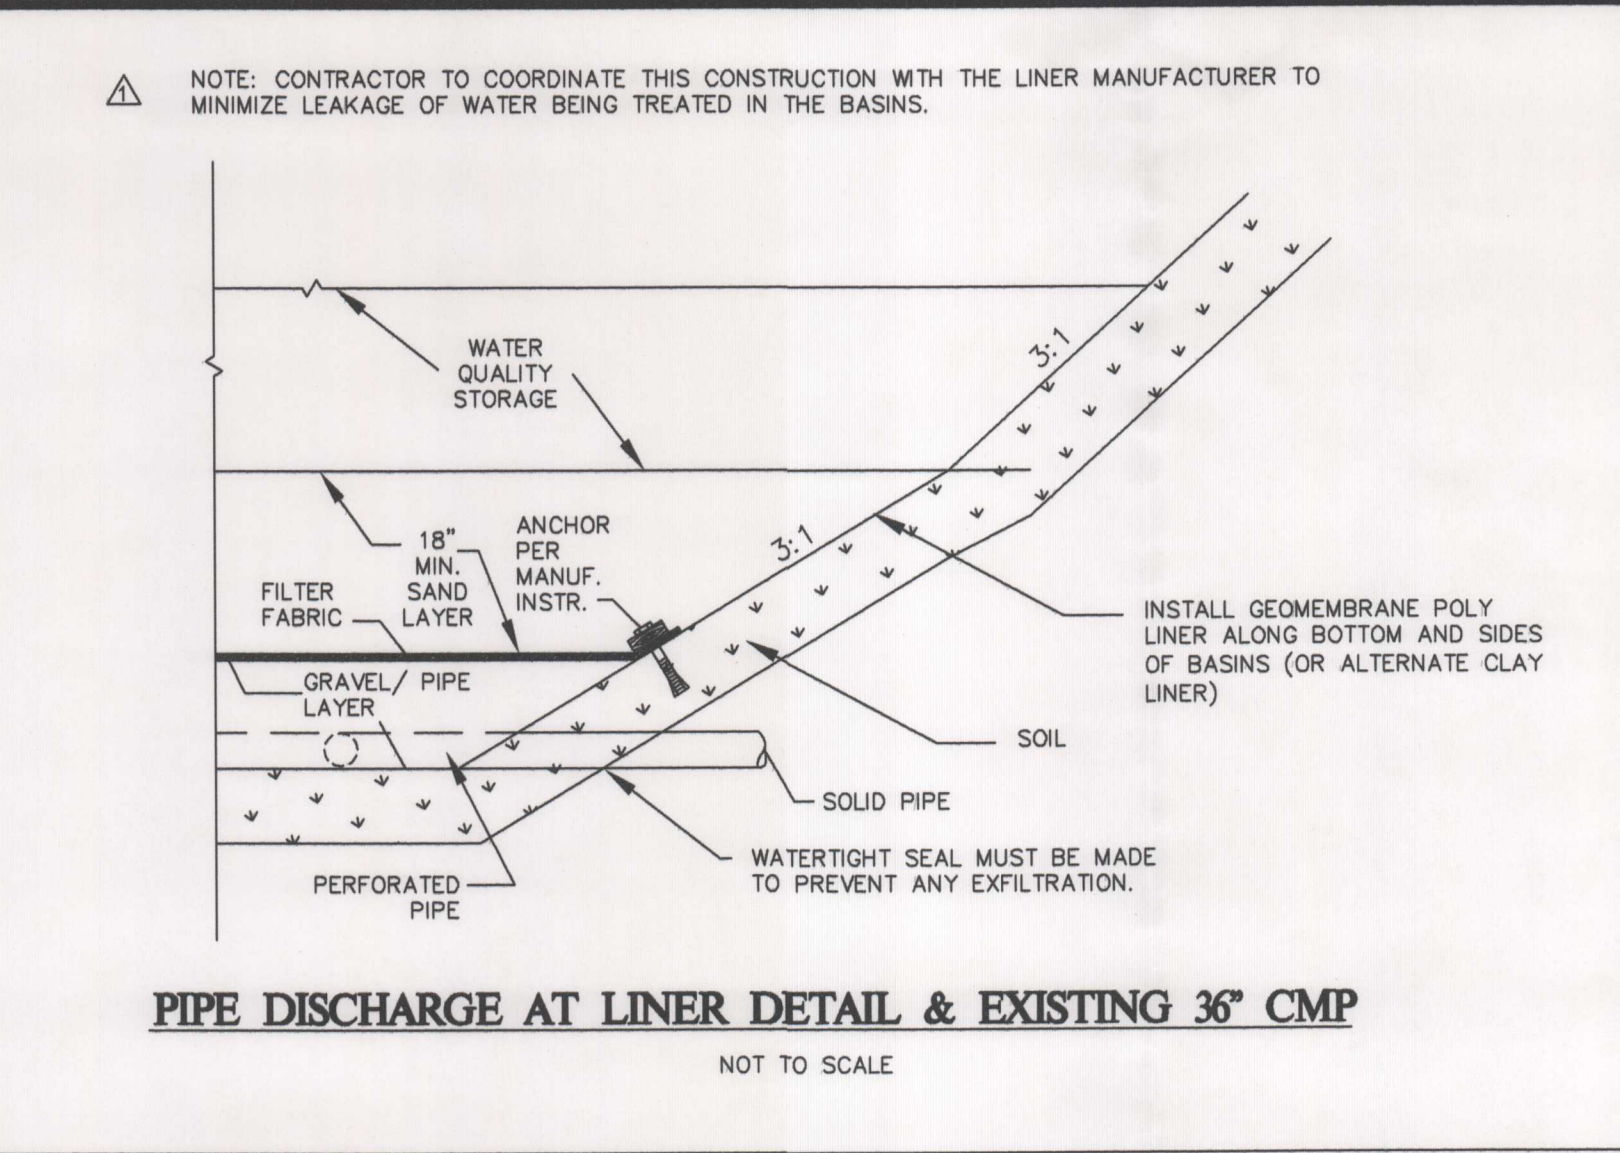 1
NOTE: CONTRACTOR TO COORDINATE THIS CONSTRUCTION WITH THE LINER MANUFACTURER TO
MINIMIZE LEAKAGE OF WATER BEING TREATED IN THE BASINS.
3:1
WATER
QUALITY
STORAGE
3:1
18"
MIN.
SAND
LAYER
ANCHOR
PER
MANUF.
INSTR.
FILTER
FABRIC
GRAVEL/ PIPE
LAYER
INSTALL GEOMEMBRANE POLY
LINER ALONG BOTTOM AND SIDES
OF BASINS (OR ALTERNATE CLAY
LINER)
SOIL
SOLID PIPE
WATERTIGHT SEAL MUST BE MADE
TO PREVENT ANY EXFILTRATION.
PERFORATED
PIPE
PIPE DISCHARGE AT LINER DETAIL & EXISTING 36" CMP
NOT TO SCALE